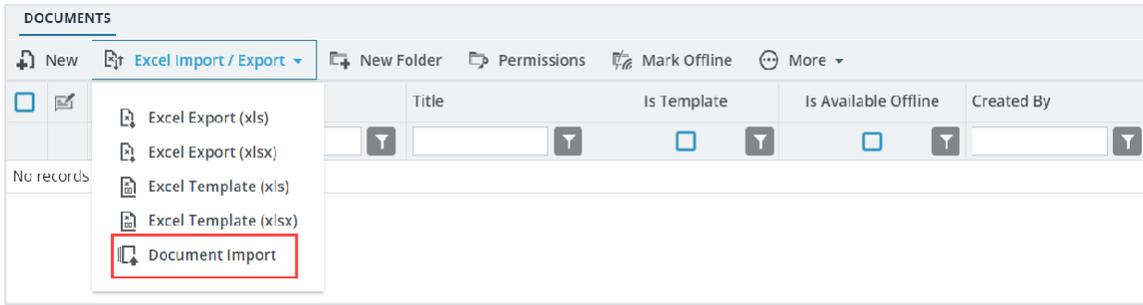 DOCUMENTS
New Excel Import / Export New Folder Permissions Mark Offline More
Title Is Template Is Available Offline Created By
No records
Excel Export (xls)
Excel Export (xlsx)
Excel Template (xls)
Excel Template (xlsx)
Document Import